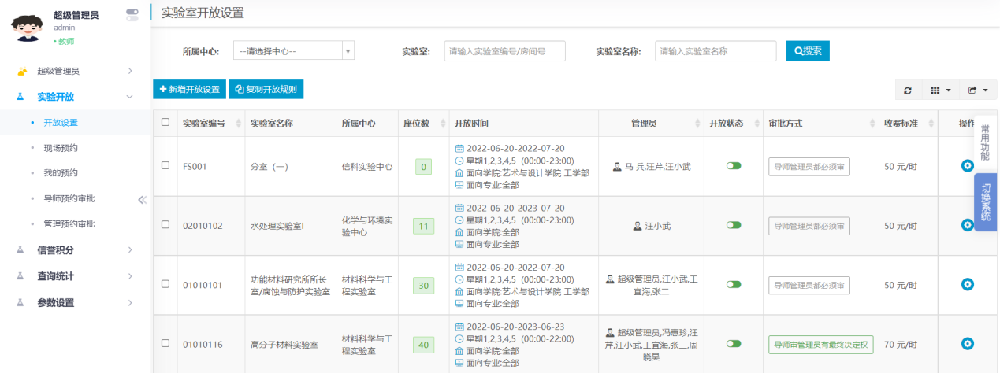 超级管理员
admin
•教师
超级管理员
实验开放
开放设置
现场预约
我的预约
导师预约审批
管理预约审批
信誉积分
查询统计
参数设置
实验室开放设置
所属中心: --请选择中心-- 实验室: 请输入实验室编号/房间号 实验室名称: 请输入实验室名称 搜索
新增开放设置 复制开放规则
实验室编号 实验室名称 所属中心 座位数 开放时间 管理员 开放状态 审批方式 收费标准 操作
FS001 分室（一） 信科实验中心 0
2022-06-20-2022-07-20
星期1,2,3,4,5 (00:00-23:00)
面向学院:艺术与设计学院 工学部
面向专业:全部
马 兵,汪芹,汪小武
导师管理员都必须审
50 元/时
02010102 水处理实验室I
化学与环境实
验中心
11
2022-06-20-2023-07-20
星期1,2,3,4,5 (00:00-23:00)
面向学院:全部
面向专业:全部
汪小武
导师管理员都必须审
50 元/时
01010101
功能材料研究所所长
室/腐蚀与防护实验室
材料科学与工
程实验室
30
2022-06-20-2022-07-20
星期1,2,3,4,5 (00:00-23:00)
面向学院:艺术与设计学院 工学部
面向专业:全部
超级管理员,汪小武,王
宜海,张二
导师管理员都必须审
50 元/时
01010116 高分子材料实验室
材料科学与工
程实验室
40
2022-06-20-2023-06-23
星期1,2,3,4,5 (00:00-22:00)
面向学院:全部
面向专业:全部
超级管理员,冯惠珍,汪
芹,汪小武,王宜海,张三,周
晓昊
导师审管理员有最终决定权
70 元/时
常用功能
切换系统